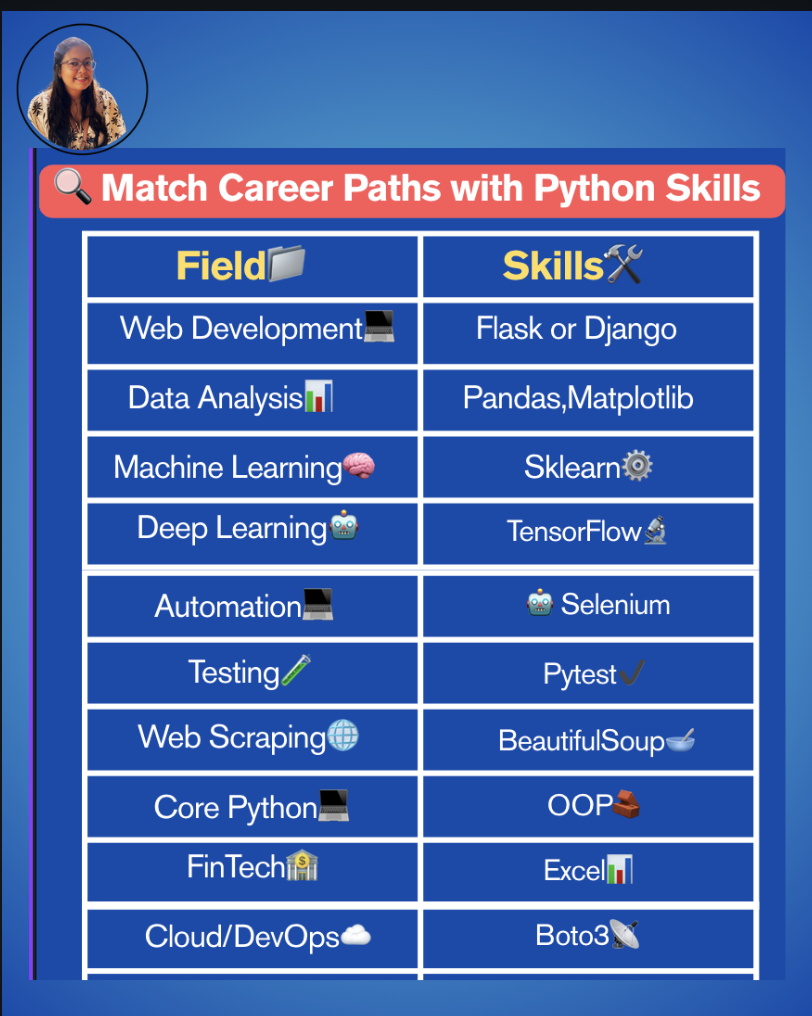 🔍 Match Career Paths with Python Skills
Field📁 Skills🛠
Web Development💻 Flask or Django
Data Analysis📊 Pandas,Matplotlib
Machine Learning🧠 Sklearn⚙
Deep Learning🤖 TensorFlow🔬
Automation💻 🤖 Selenium
Testing🧪 Pytest✔
Web Scraping🌐 BeautifulSoup🥣
Core Python💻 OOP🧱
FinTech🏦 Excel📊
Cloud/DevOps☁ Boto3📡